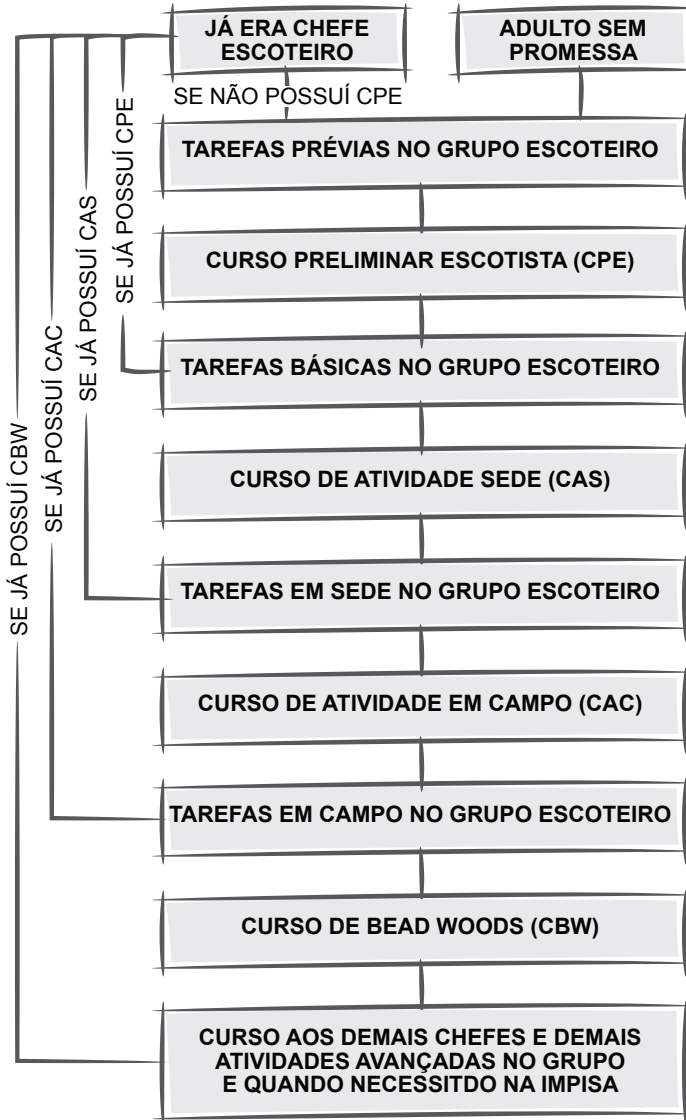 JÁ ERA CHEFE
ESCOTEIRO
ADULTO SEM
PROMESSA
SE NÃO POSSUÍ CPE
SE JÁ POSSUÍ CPE
SE JÁ POSSUÍ CAS
SE JÁ POSSUÍ CAC
SE JÁ POSSUÍ CBW
TAREFAS PRÉVIAS NO GRUPO ESCOTEIRO
CURSO PRELIMINAR ESCOTISTA (CPE)
TAREFAS BÁSICAS NO GRUPO ESCOTEIRO
CURSO DE ATIVIDADE SEDE (CAS)
TAREFAS EM SEDE NO GRUPO ESCOTEIRO
CURSO DE ATIVIDADE EM CAMPO (CAC)
TAREFAS EM CAMPO NO GRUPO ESCOTEIRO
CURSO DE BEAD WOODS (CBW)
CURSO AOS DEMAIS CHEFES E DEMAIS
ATIVIDADES AVANÇADAS NO GRUPO
E QUANDO NECESSITDO NA IMPISA